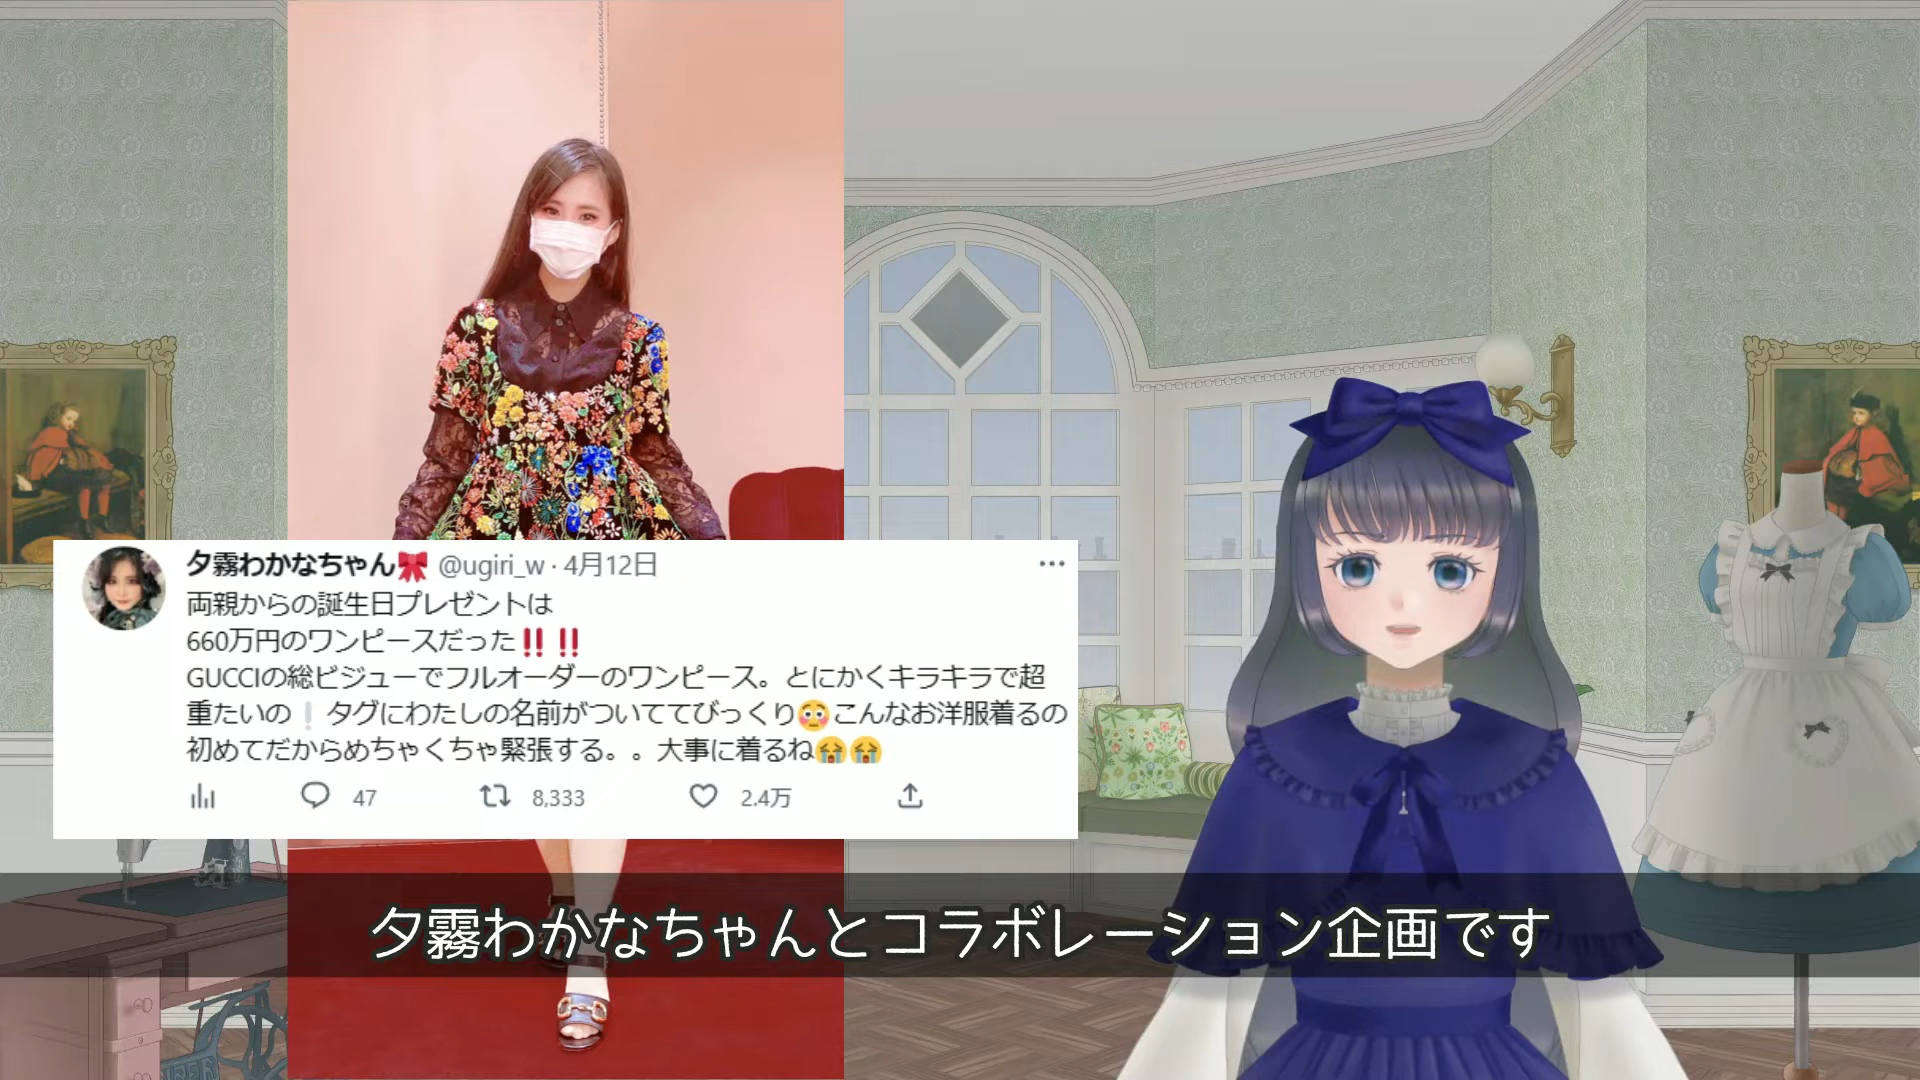 夕霧わかなちゃん🎀 @ugiri_w · 4月12日
両親からの誕生日プレゼントは
660万円のワンピースだった‼️‼️
GUCCIの総ビジューでフルオーダーのワンピース。とにかくキラキラで超
重たいの❕タグにわたしの名前がついててびっくり😳こんなお洋服着るの
初めてだからめちゃくちゃ緊張する。。大事に着るね😭😭
47 8,333 2.4万
夕霧わかなちゃんとコラボレーション企画です